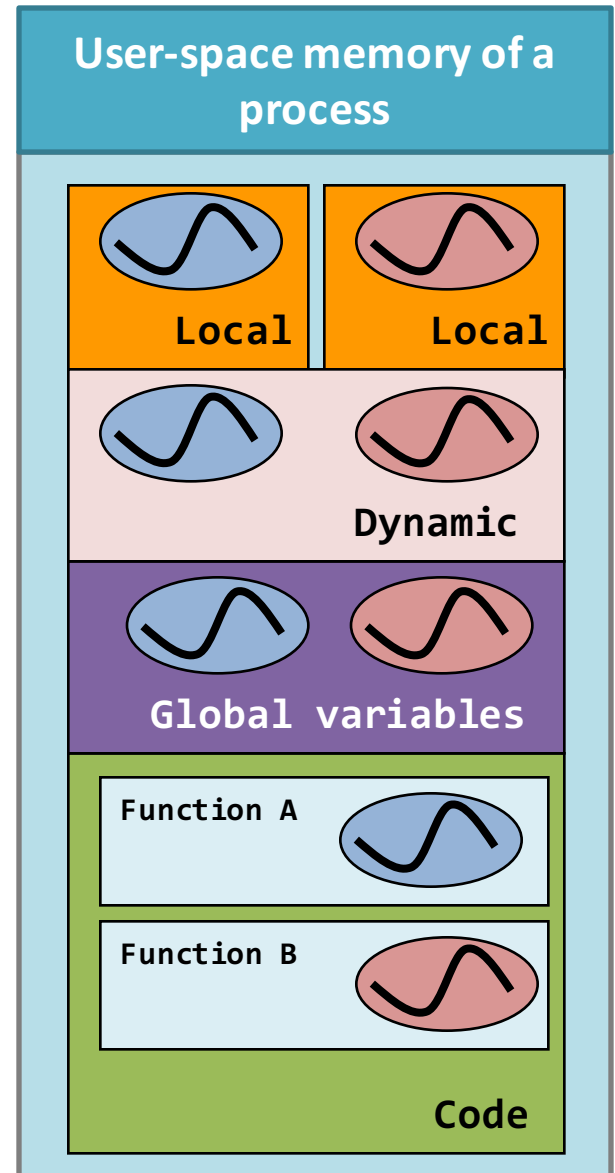 User-space memory of a
process
Local
Local
Dynamic
Global variables
Function A
Function B
Code